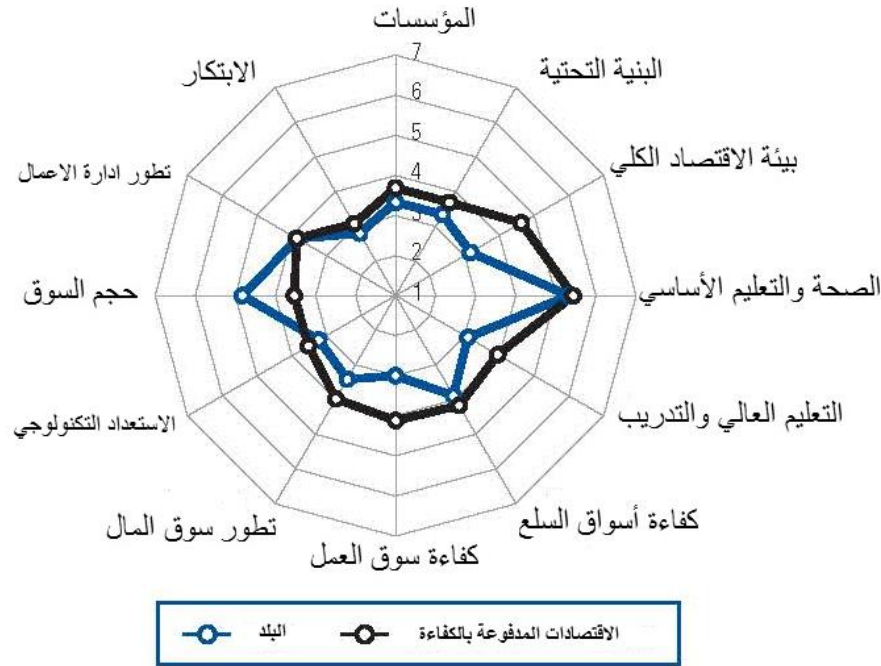 المؤسسات
البنية التحتية
الابتكار
بيئة الاقتصاد الكلي
تطور ادارة الاعمال
الصحة والتعليم الأساسي
حجم السوق
التعليم العالي والتدريب
الاستعداد التكنولوجي
كفاءة أسواق السلع
تطور سوق المال
كفاءة سوق العمل
7
6
5
4
3
2
1
الاقتصادات المدفوعة بالكفاءة
البلد